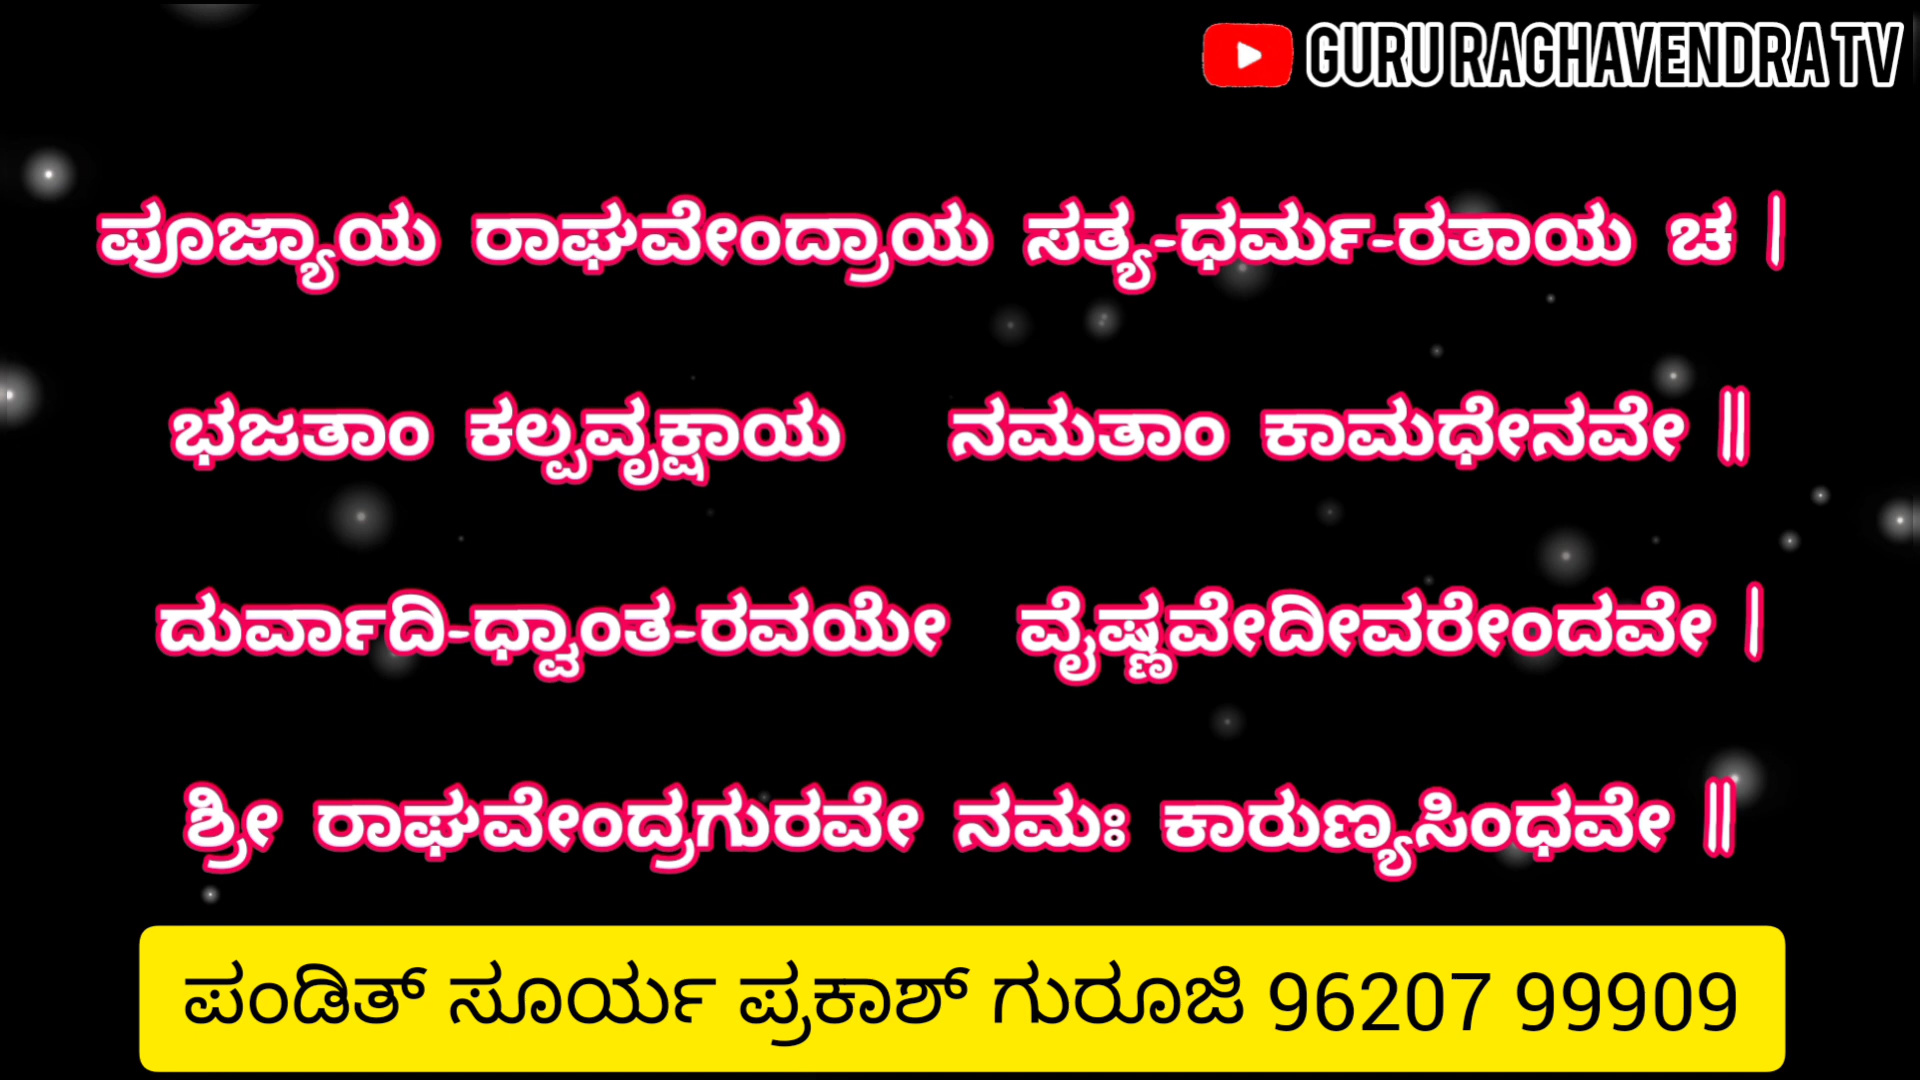 GURU RAGHAVENDRA TV
ಪೂಜ್ಯಾಯ ರಾಘವೇಂದ್ರಾಯ ಸತ್ಯ-ಧರ್ಮ-ರತಾಯ ಚ |
ಭಜತಾಂ ಕಲ್ಪವೃಕ್ಷಾಯ ನಮತಾಂ ಕಾಮಧೇನವೇ ||
ದುರ್ವಾದಿ-ಧ್ವಾಂತ-ರವಯೇ ವೈಷ್ಣವೇದೀವರೇಂದವೇ |
ಶ್ರೀ ರಾಘವೇಂದ್ರಗುರವೇ ನಮಃ ಕಾರುಣ್ಯಸಿಂಧವೇ ||
ಪಂಡಿತ್ ಸೂರ್ಯ ಪ್ರಕಾಶ್ ಗುರೂಜಿ 96207 99909